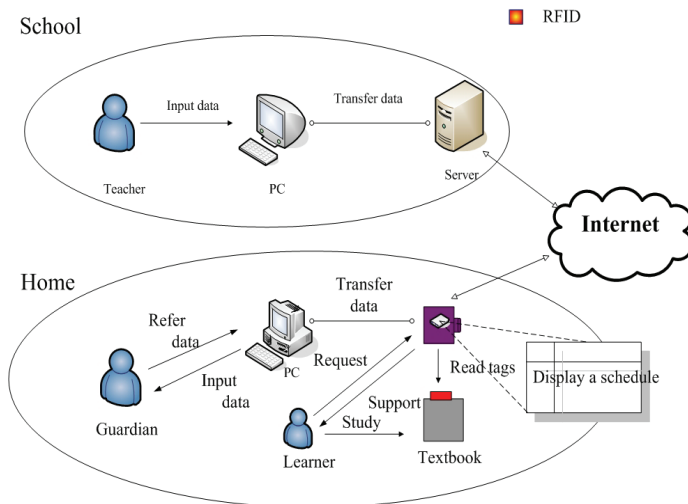 School
RFID
Input data
Transfer data
Teacher
PC
Server
Internet
Home
Transfer
data
Refer
data
PC
Request
Read tags
Display a schedule
Input
data
Support
Guardian
Study
Learner
Textbook